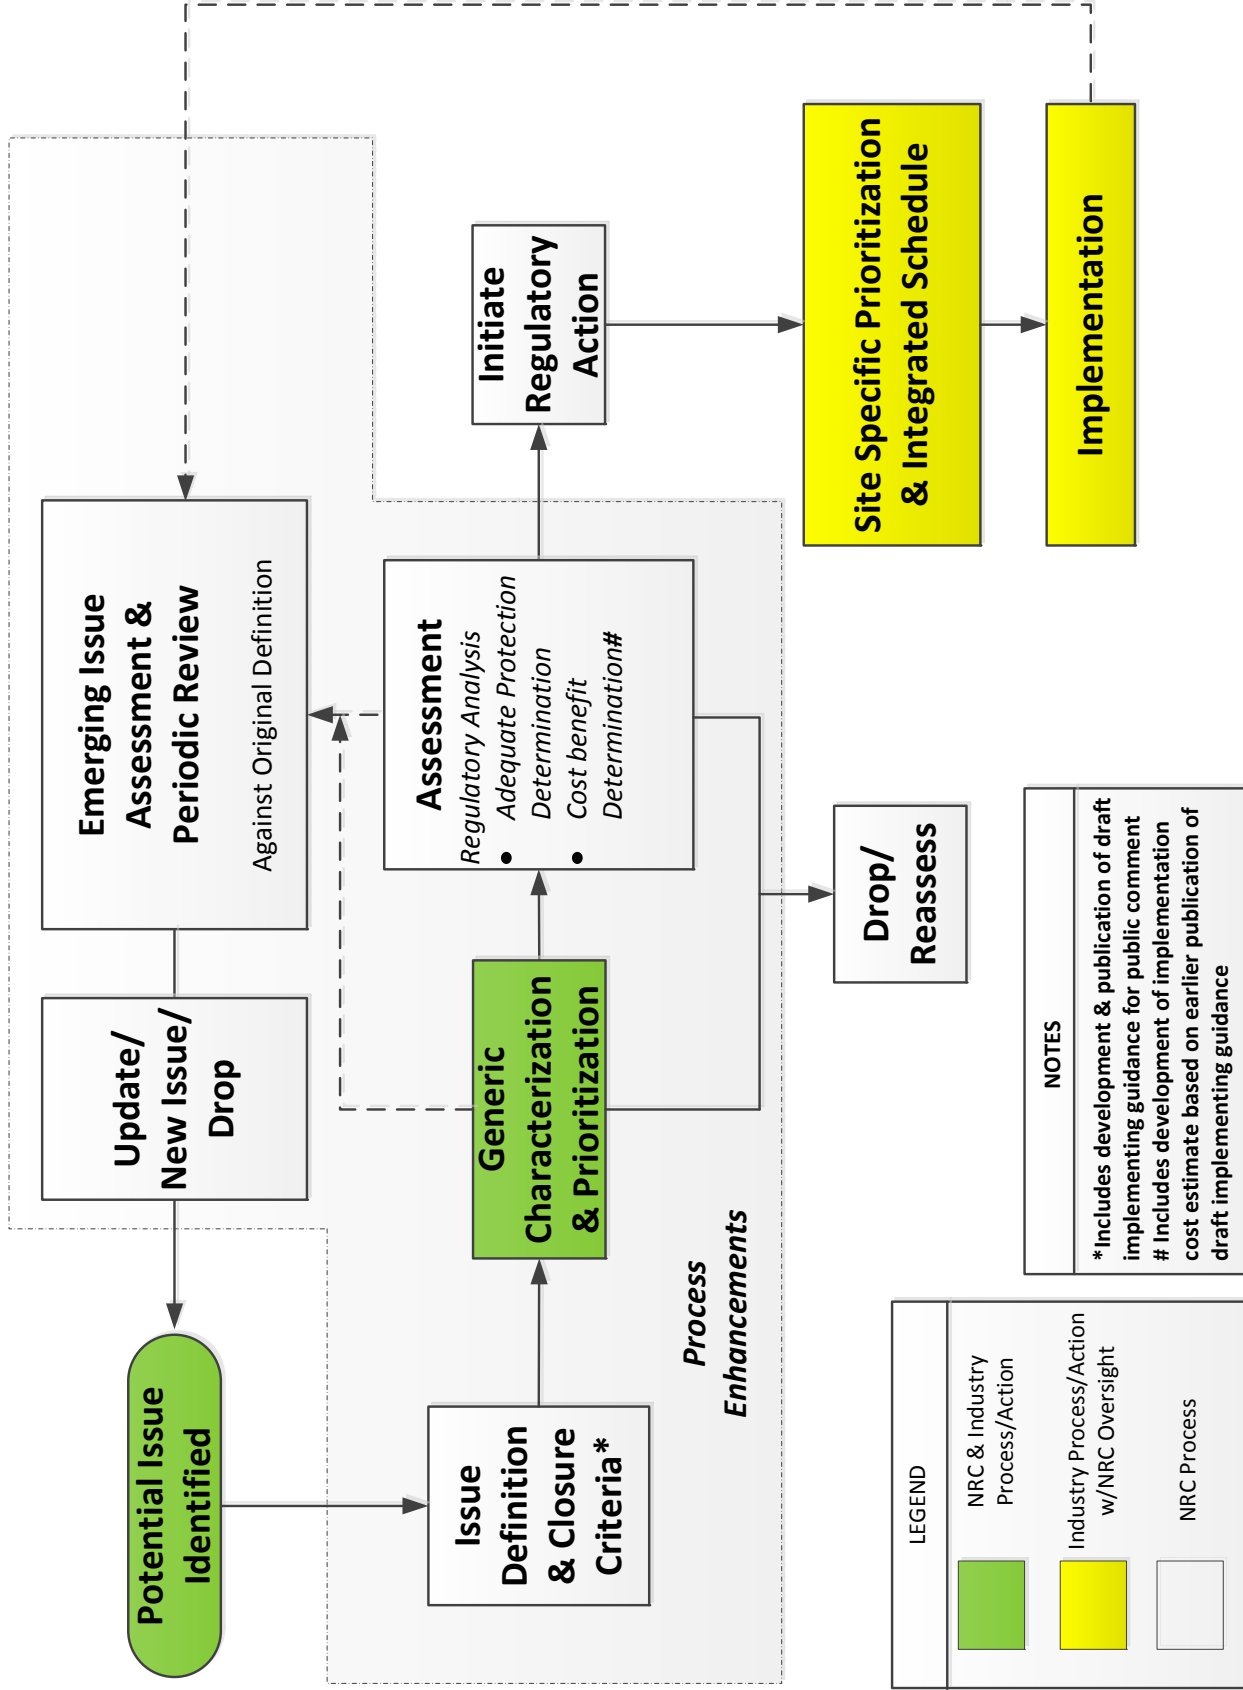 Potential Issue
Identified
Update/
New Issue/
Drop
Emerging Issue
Assessment &
Periodic Review
Against Original Definition
Issue
Definition
& Closure
Criteria*
Generic
Characterization
& Prioritization
Assessment
Regulatory Analysis
• Adequate Protection
Determination
• Cost benefit
Determination#
Initiate
Regulatory
Action
Process
Enhancements
Drop/
Reassess
Site Specific Prioritization
& Integrated Schedule
Implementation
LEGEND
NRC & Industry
Process/Action
Industry Process/Action
w/NRC Oversight
NRC Process
NOTES
*Includes development & publication of draft
implementing guidance for public comment
# Includes development of implementation
cost estimate based on earlier publication of
draft implementing guidance